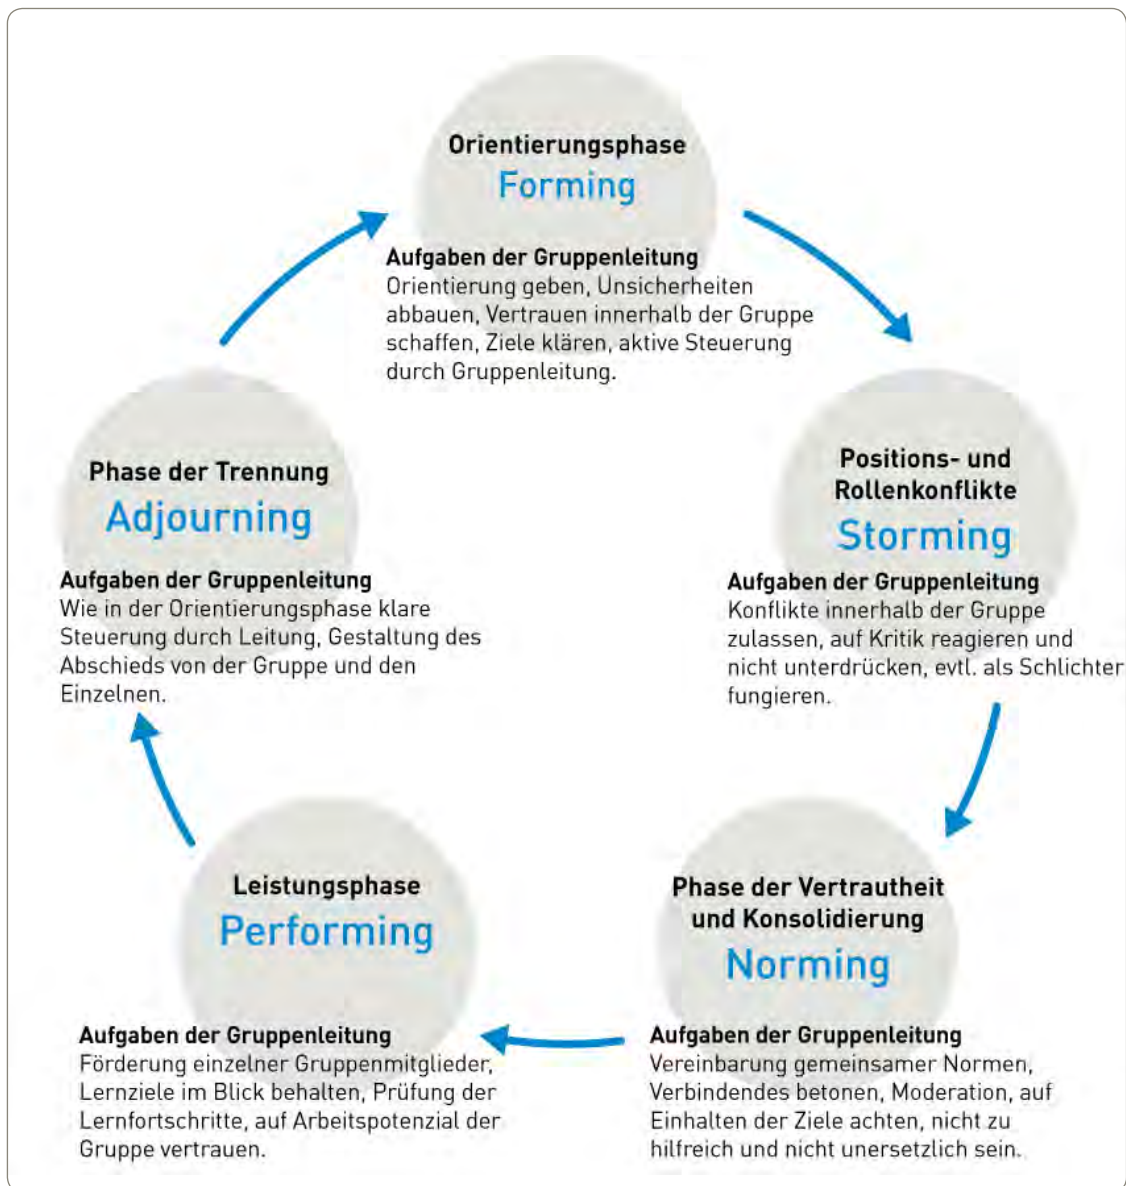 Orientierungsphase
Forming
Aufgaben der Gruppenleitung
Orientierung geben, Unsicherheiten
abbauen, Vertrauen innerhalb der Gruppe
schaffen, Ziele klären, aktive Steuerung
durch Gruppenleitung.
Positions- und
Rollenkonflikte
Storming
Aufgaben der Gruppenleitung
Konflikte innerhalb der Gruppe
zulassen, auf Kritik reagieren und
nicht unterdrücken, evtl. als Schlichter
fungieren.
Phase der Vertrautheit
und Konsolidierung
Norming
Aufgaben der Gruppenleitung
Vereinbarung gemeinsamer Normen,
Verbindendes betonen, Moderation, auf
Einhalten der Ziele achten, nicht zu
hilfreich und nicht unersetzlich sein.
Leistungsphase
Performing
Aufgaben der Gruppenleitung
Förderung einzelner Gruppenmitglieder,
Lernziele im Blick behalten, Prüfung der
Lernfortschritte, auf Arbeitspotenzial der
Gruppe vertrauen.
Phase der Trennung
Adjourning
Aufgaben der Gruppenleitung
Wie in der Orientierungsphase klare
Steuerung durch Leitung, Gestaltung des
Abschieds von der Gruppe und den
Einzelnen.